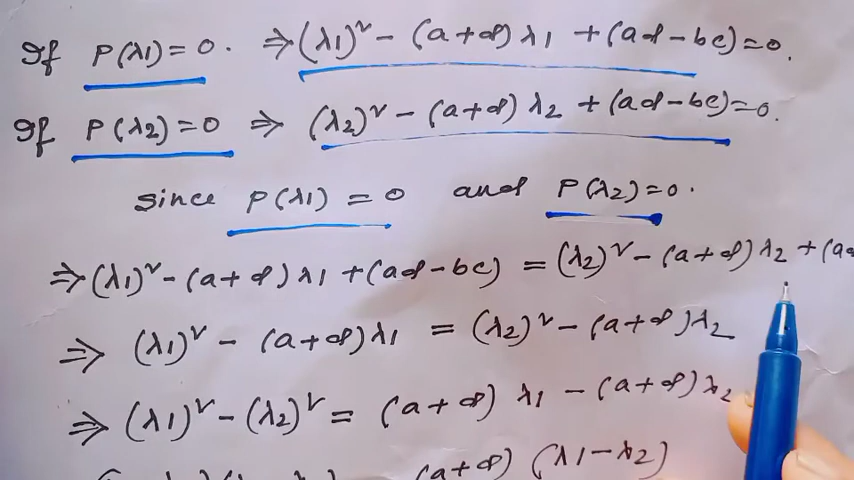 If P(λ1) = 0. ⇒ (λ1)² - (a+d) λ1 + (ad-bc) = 0.
If P(λ2) = 0 ⇒ (λ2)² - (a+d) λ2 + (ad-bc) = 0.
since P(λ1) = 0 and P(λ2) = 0.
⇒ (λ1)² - (a+d) λ1 + (ad-bc) = (λ2)² - (a+d) λ2 + (ad
⇒ (λ1)² - (a+d) λ1 = (λ2)² - (a+d) λ2
⇒ (λ1)² - (λ2)² = (a+d) λ1 - (a+d) λ2
(a+d) (λ1-λ2)